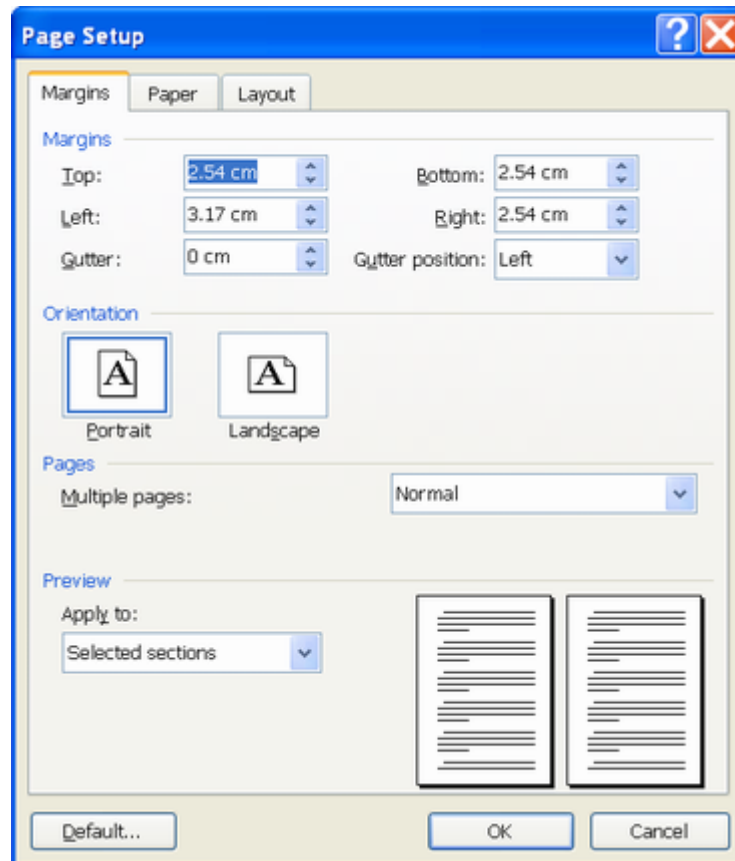 Page Setup
Margins Paper Layout
Margins
Top: 2.54 cm Bottom: 2.54 cm
Left: 3.17 cm Right: 2.54 cm
Gutter: 0 cm Gutter position: Left
Orientation
A A
Portrait Landscape
Pages
Multiple pages: Normal
Preview
Apply to:
Selected sections
Default... OK Cancel